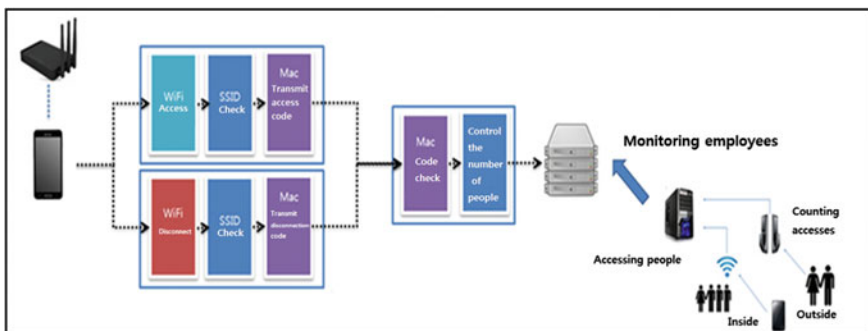 WiFi
Access
SSID
Check
Mac
Transmit
access
code
WiFi
Disconnect
SSID
Check
Mac
Transmit
disconnection
code
Mac
Code
check
Control
the
number
of
people
Monitoring employees
Counting
accesses
Accessing people
Inside
Outside